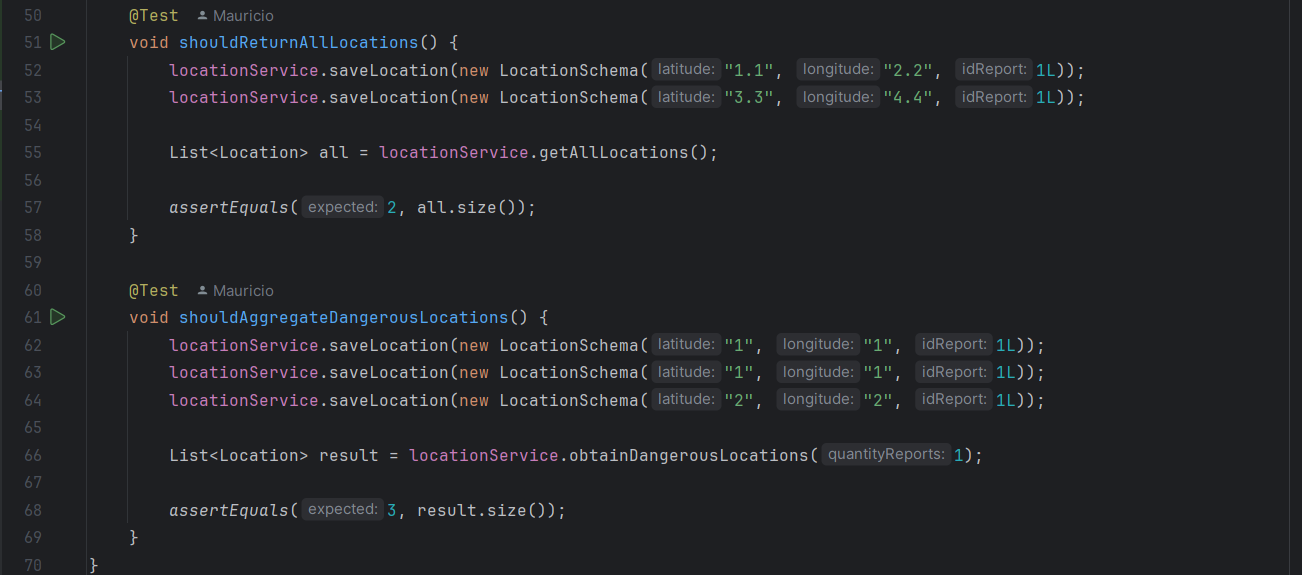 50 @Test Mauricio
51 void shouldReturnAllLocations() {
52 locationService.saveLocation(new LocationSchema( latitude: "1.1", longitude: "2.2", idReport: 1L));
53 locationService.saveLocation(new LocationSchema( latitude: "3.3", longitude: "4.4", idReport: 1L));
54
55 List<Location> all = locationService.getAllLocations();
56
57 assertEquals( expected: 2, all.size());
58 }
59
60 @Test Mauricio
61 void shouldAggregateDangerousLocations() {
62 locationService.saveLocation(new LocationSchema( latitude: "1", longitude: "1", idReport: 1L));
63 locationService.saveLocation(new LocationSchema( latitude: "1", longitude: "1", idReport: 1L));
64 locationService.saveLocation(new LocationSchema( latitude: "2", longitude: "2", idReport: 1L));
65
66 List<Location> result = locationService.obtainDangerousLocations( quantityReports: 1);
67
68 assertEquals( expected: 3, result.size());
69 }
70 }